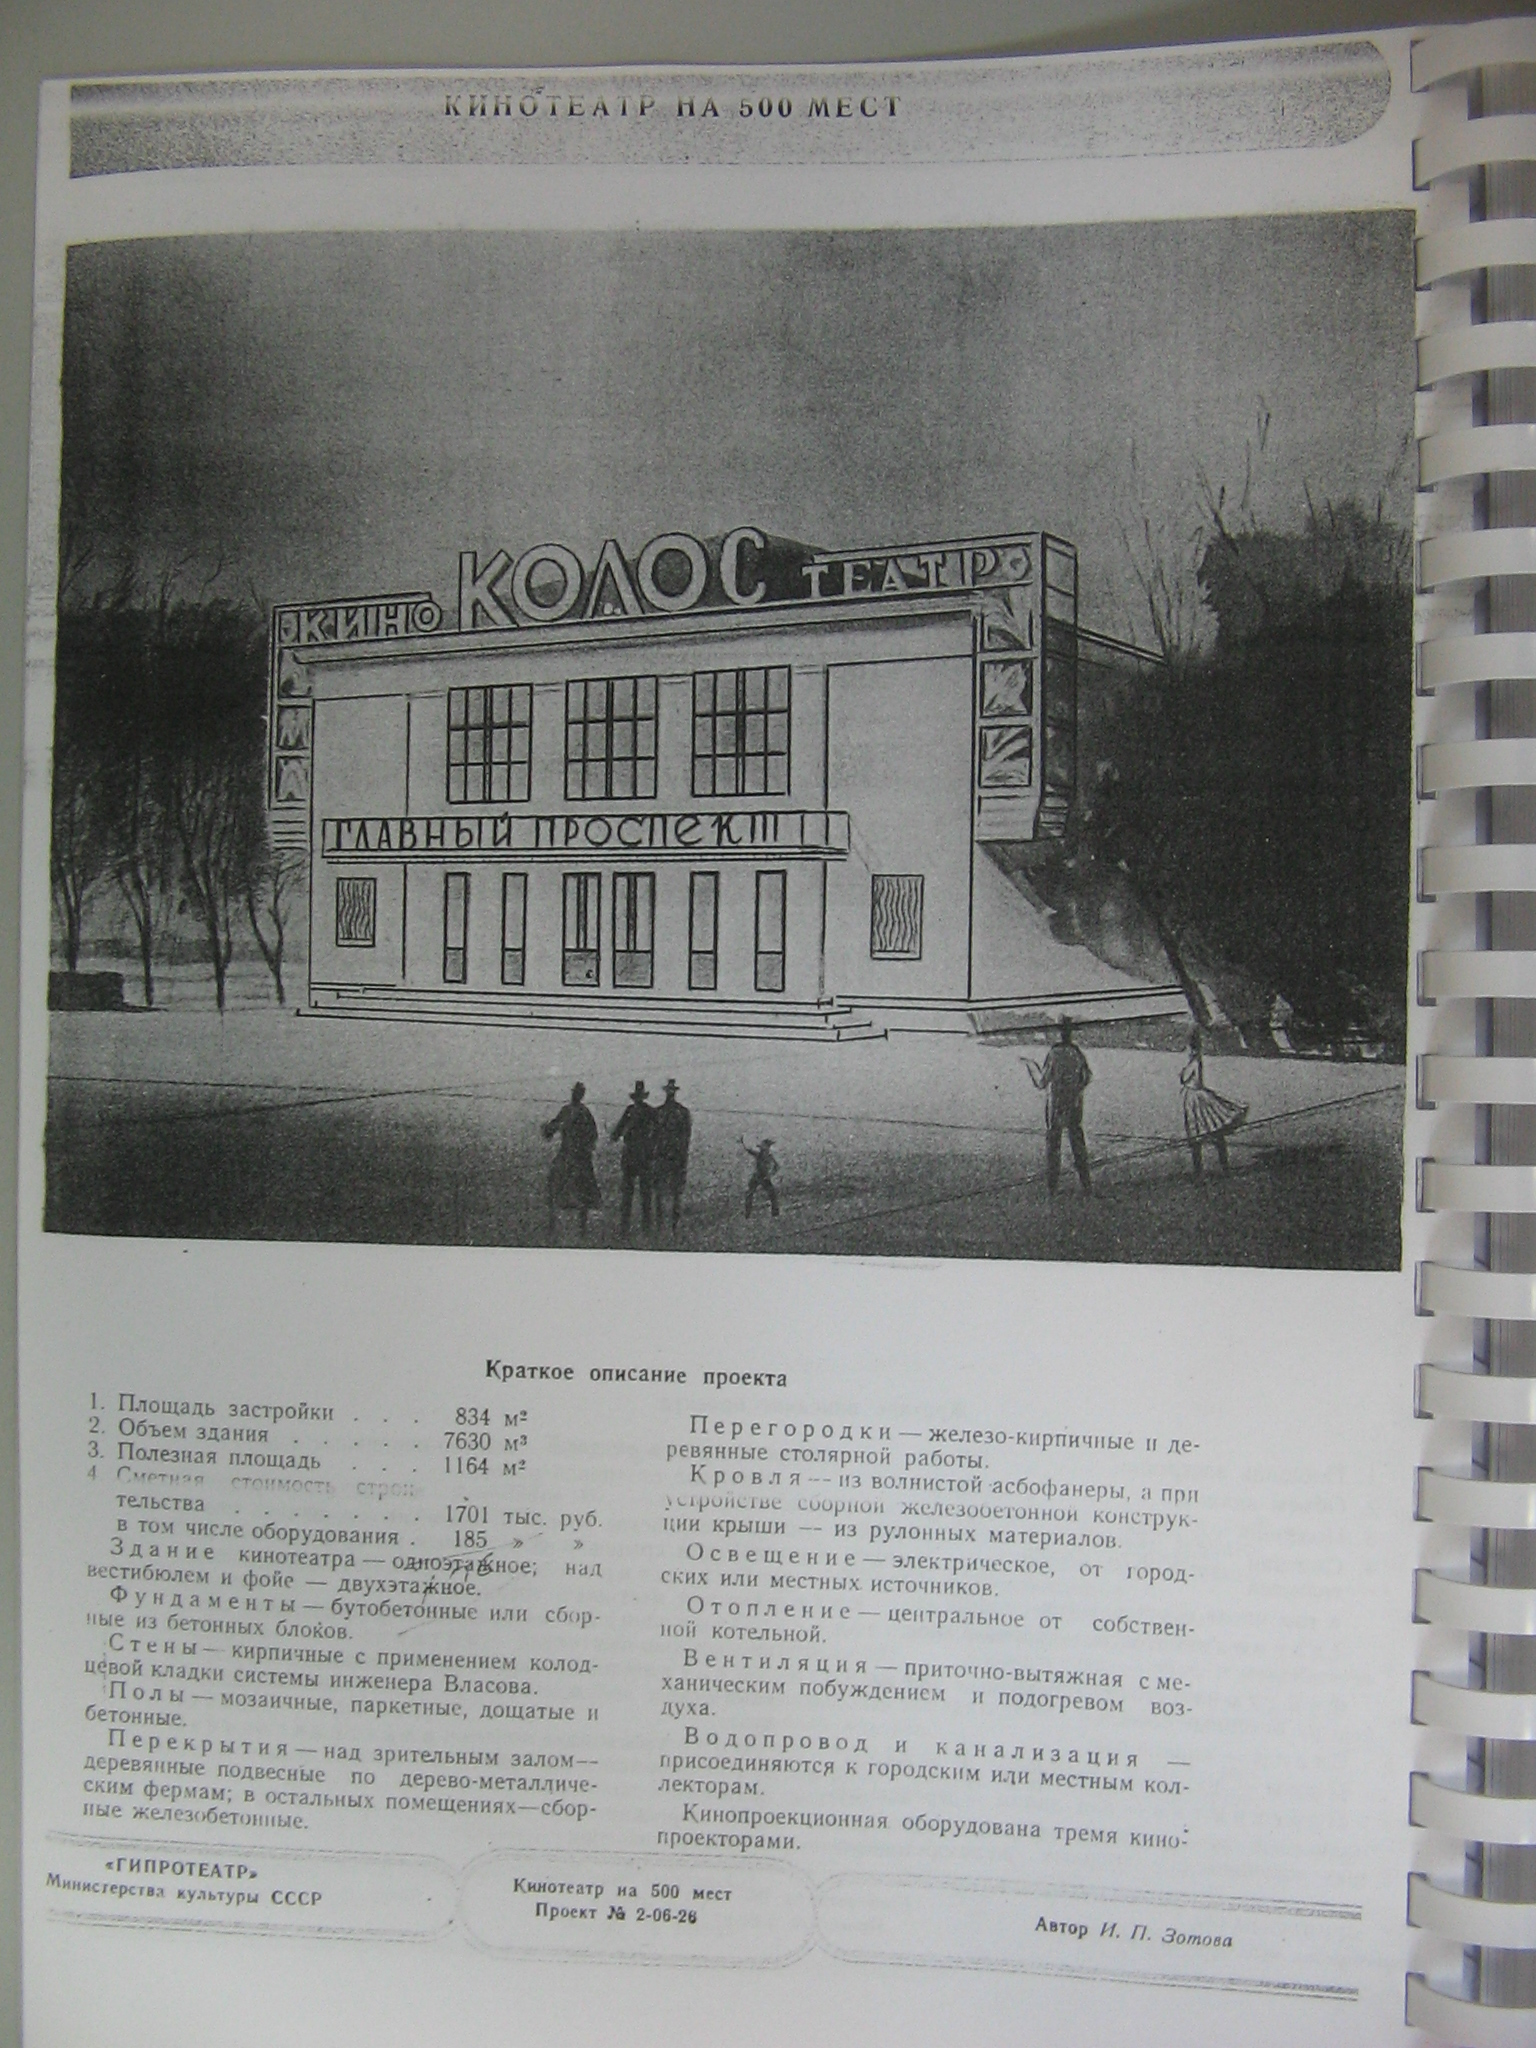 КИНОТЕАТР НА 500 МЕСТ
КИНО КОЛОС ТЕАТР
ГЛАВНЫЙ ПРОСПЕКТ
Краткое описание проекта
1. Площадь застройки . . . 834 м²
2. Объем здания . . . . . 7630 м³
3. Полезная площадь . . . 1164 м²
4. Сметная стоимость строи-
тельства . . . . . . . 1701 тыс. руб.
в том числе оборудования . 185 » »
Здание кинотеатра — одноэтажное; над
вестибюлем и фойе — двухэтажное.
Фундаменты — бутобетонные или сбор-
ные из бетонных блоков.
Стены — кирпичные с применением колод-
цевой кладки системы инженера Власова.
Полы — мозаичные, паркетные, дощатые и
бетонные.
Перекрытия — над зрительным залом —
деревянные подвесные по дерево-металличе-
ским фермам; в остальных помещениях — сбор-
ные железобетонные.
Перегородки — железо-кирпичные и де-
ревянные столярной работы.
Кровля — из волнистой асбофанеры, а при
устройстве сборной железобетонной конструк-
ции крыши — из рулонных материалов.
Освещение — электрическое, от город-
ских или местных источников.
Отопление — центральное от собствен-
ной котельной.
Вентиляция — приточно-вытяжная с ме-
ханическим побуждением и подогревом воз-
духа.
Водопровод и канализация —
присоединяются к городским или местным кол-
лекторам.
Кинопроекционная оборудована тремя кино-
проекторами.
«ГИПРОТЕАТР»
Министерства культуры СССР
Кинотеатр на 500 мест
Проект № 2-06-26
Автор И. П. Зотова